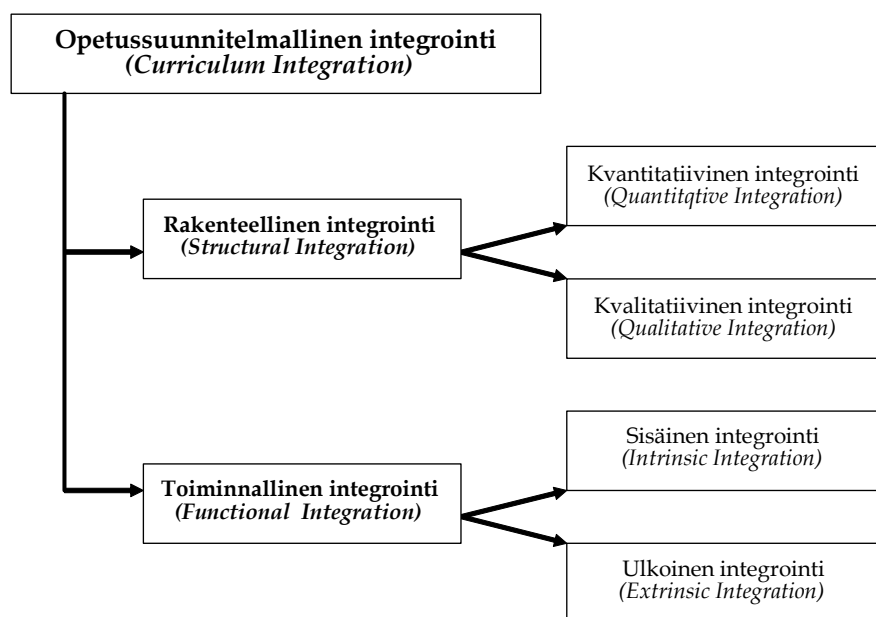 Opetussuunnitelmallinen integrointi
(Curriculum Integration)
Kvantitatiivinen integrointi
(Quantitqtive Integration)
Rakenteellinen integrointi
(Structural Integration)
Kvalitatiivinen integrointi
(Qualitative Integration)
Sisäinen integrointi
(Intrinsic Integration)
Toiminnallinen integrointi
(Functional Integration)
Ulkoinen integrointi
(Extrinsic Integration)